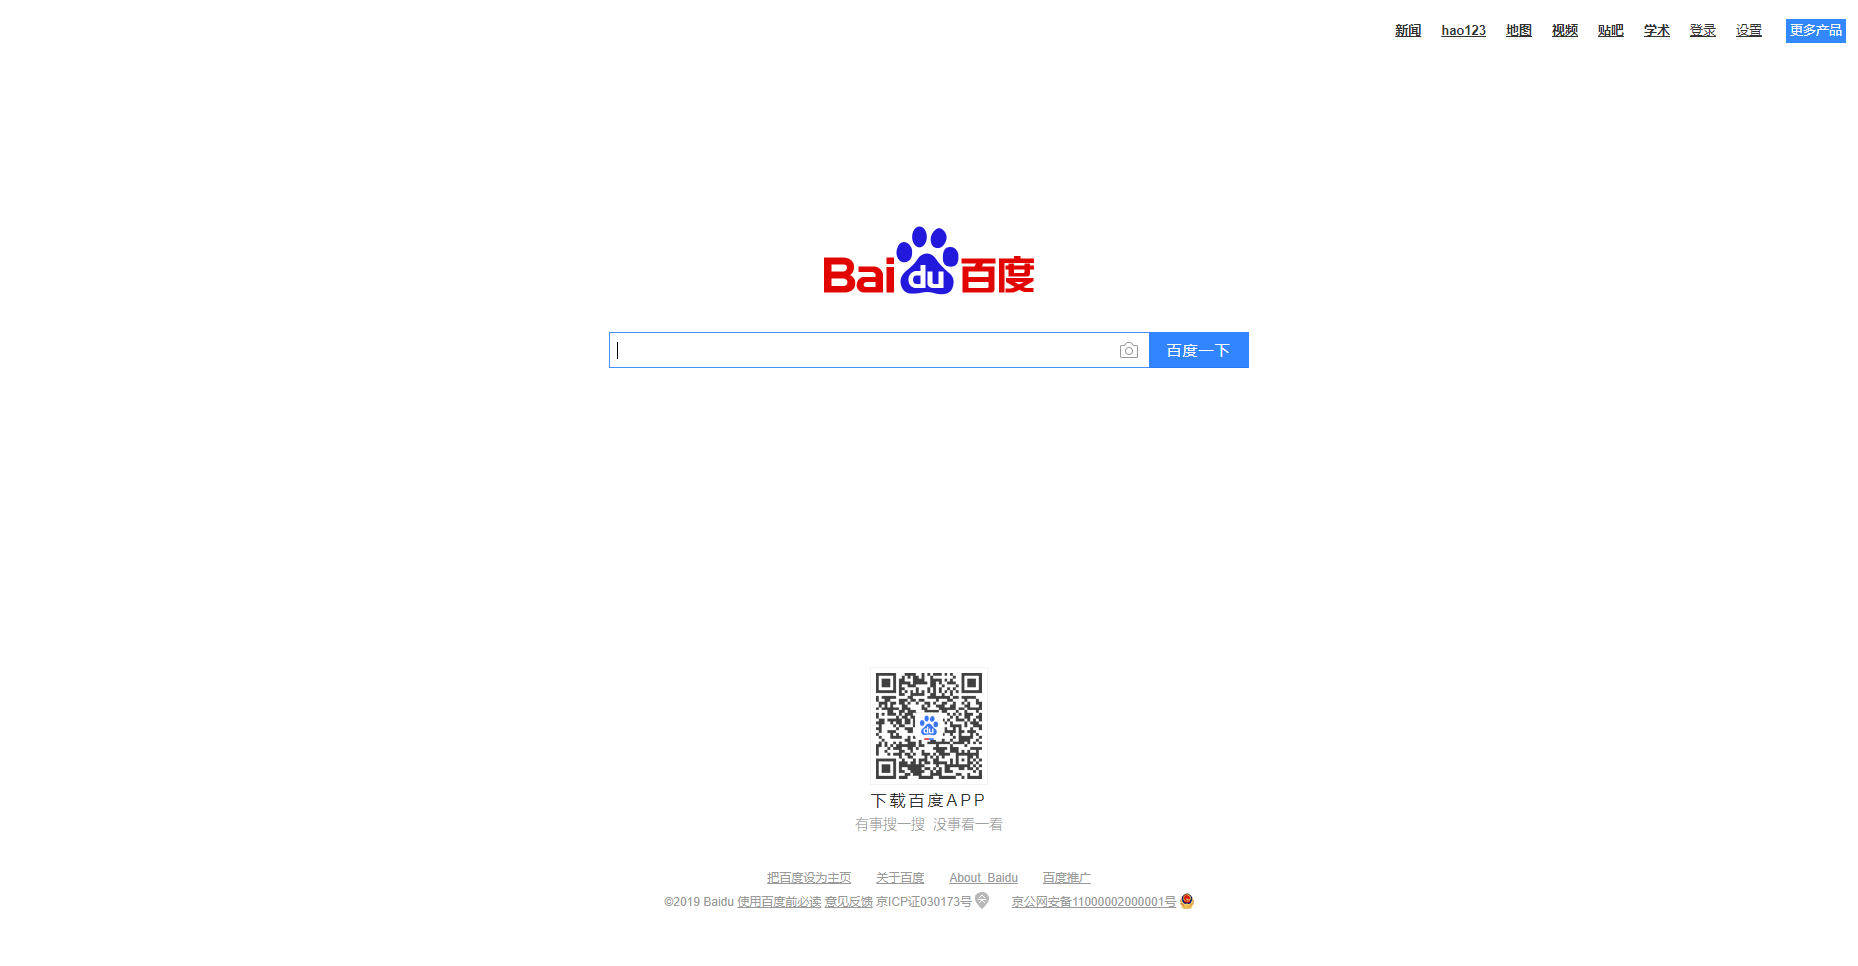 新闻 hao123 地图 视频 贴吧 学术 登录 设置 更多产品
Baidu百度
百度一下
du
下载百度APP
有事搜一搜 没事看一看
把百度设为主页 关于百度 About Baidu 百度推广
©2019 Baidu 使用百度前必读 意见反馈 京ICP证030173号 京公网安备11000002000001号